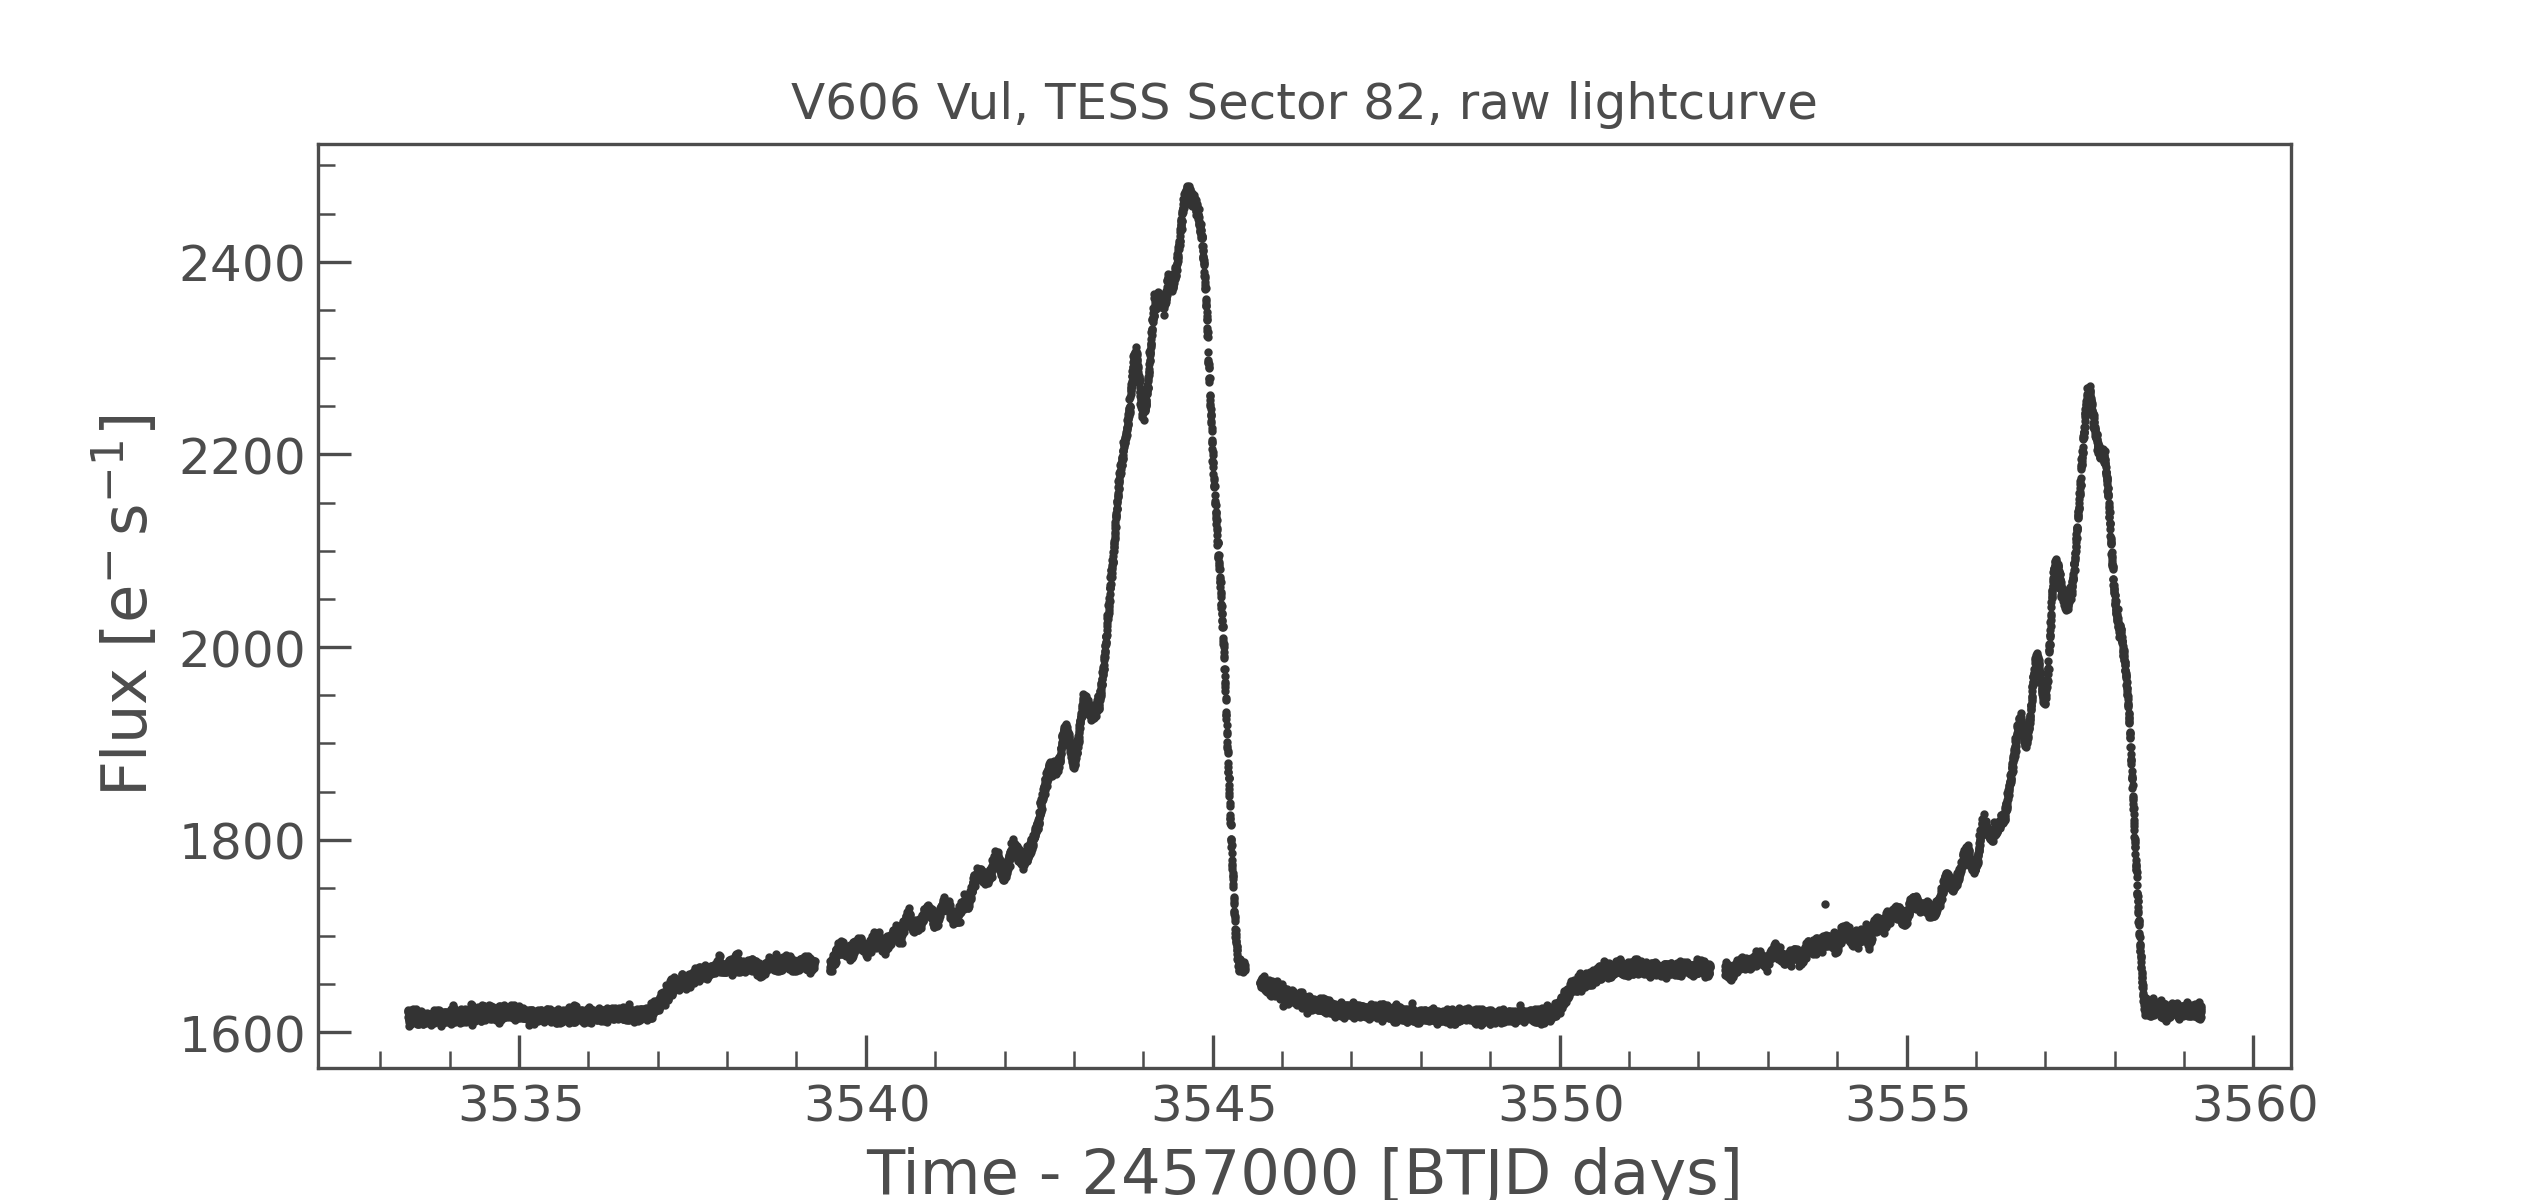 V606 Vul, TESS Sector 82, raw lightcurve
Flux [e⁻ s⁻¹]
2400
2200
2000
1800
1600
3535 3540 3545 3550 3555 3560
Time - 2457000 [BTJD days]